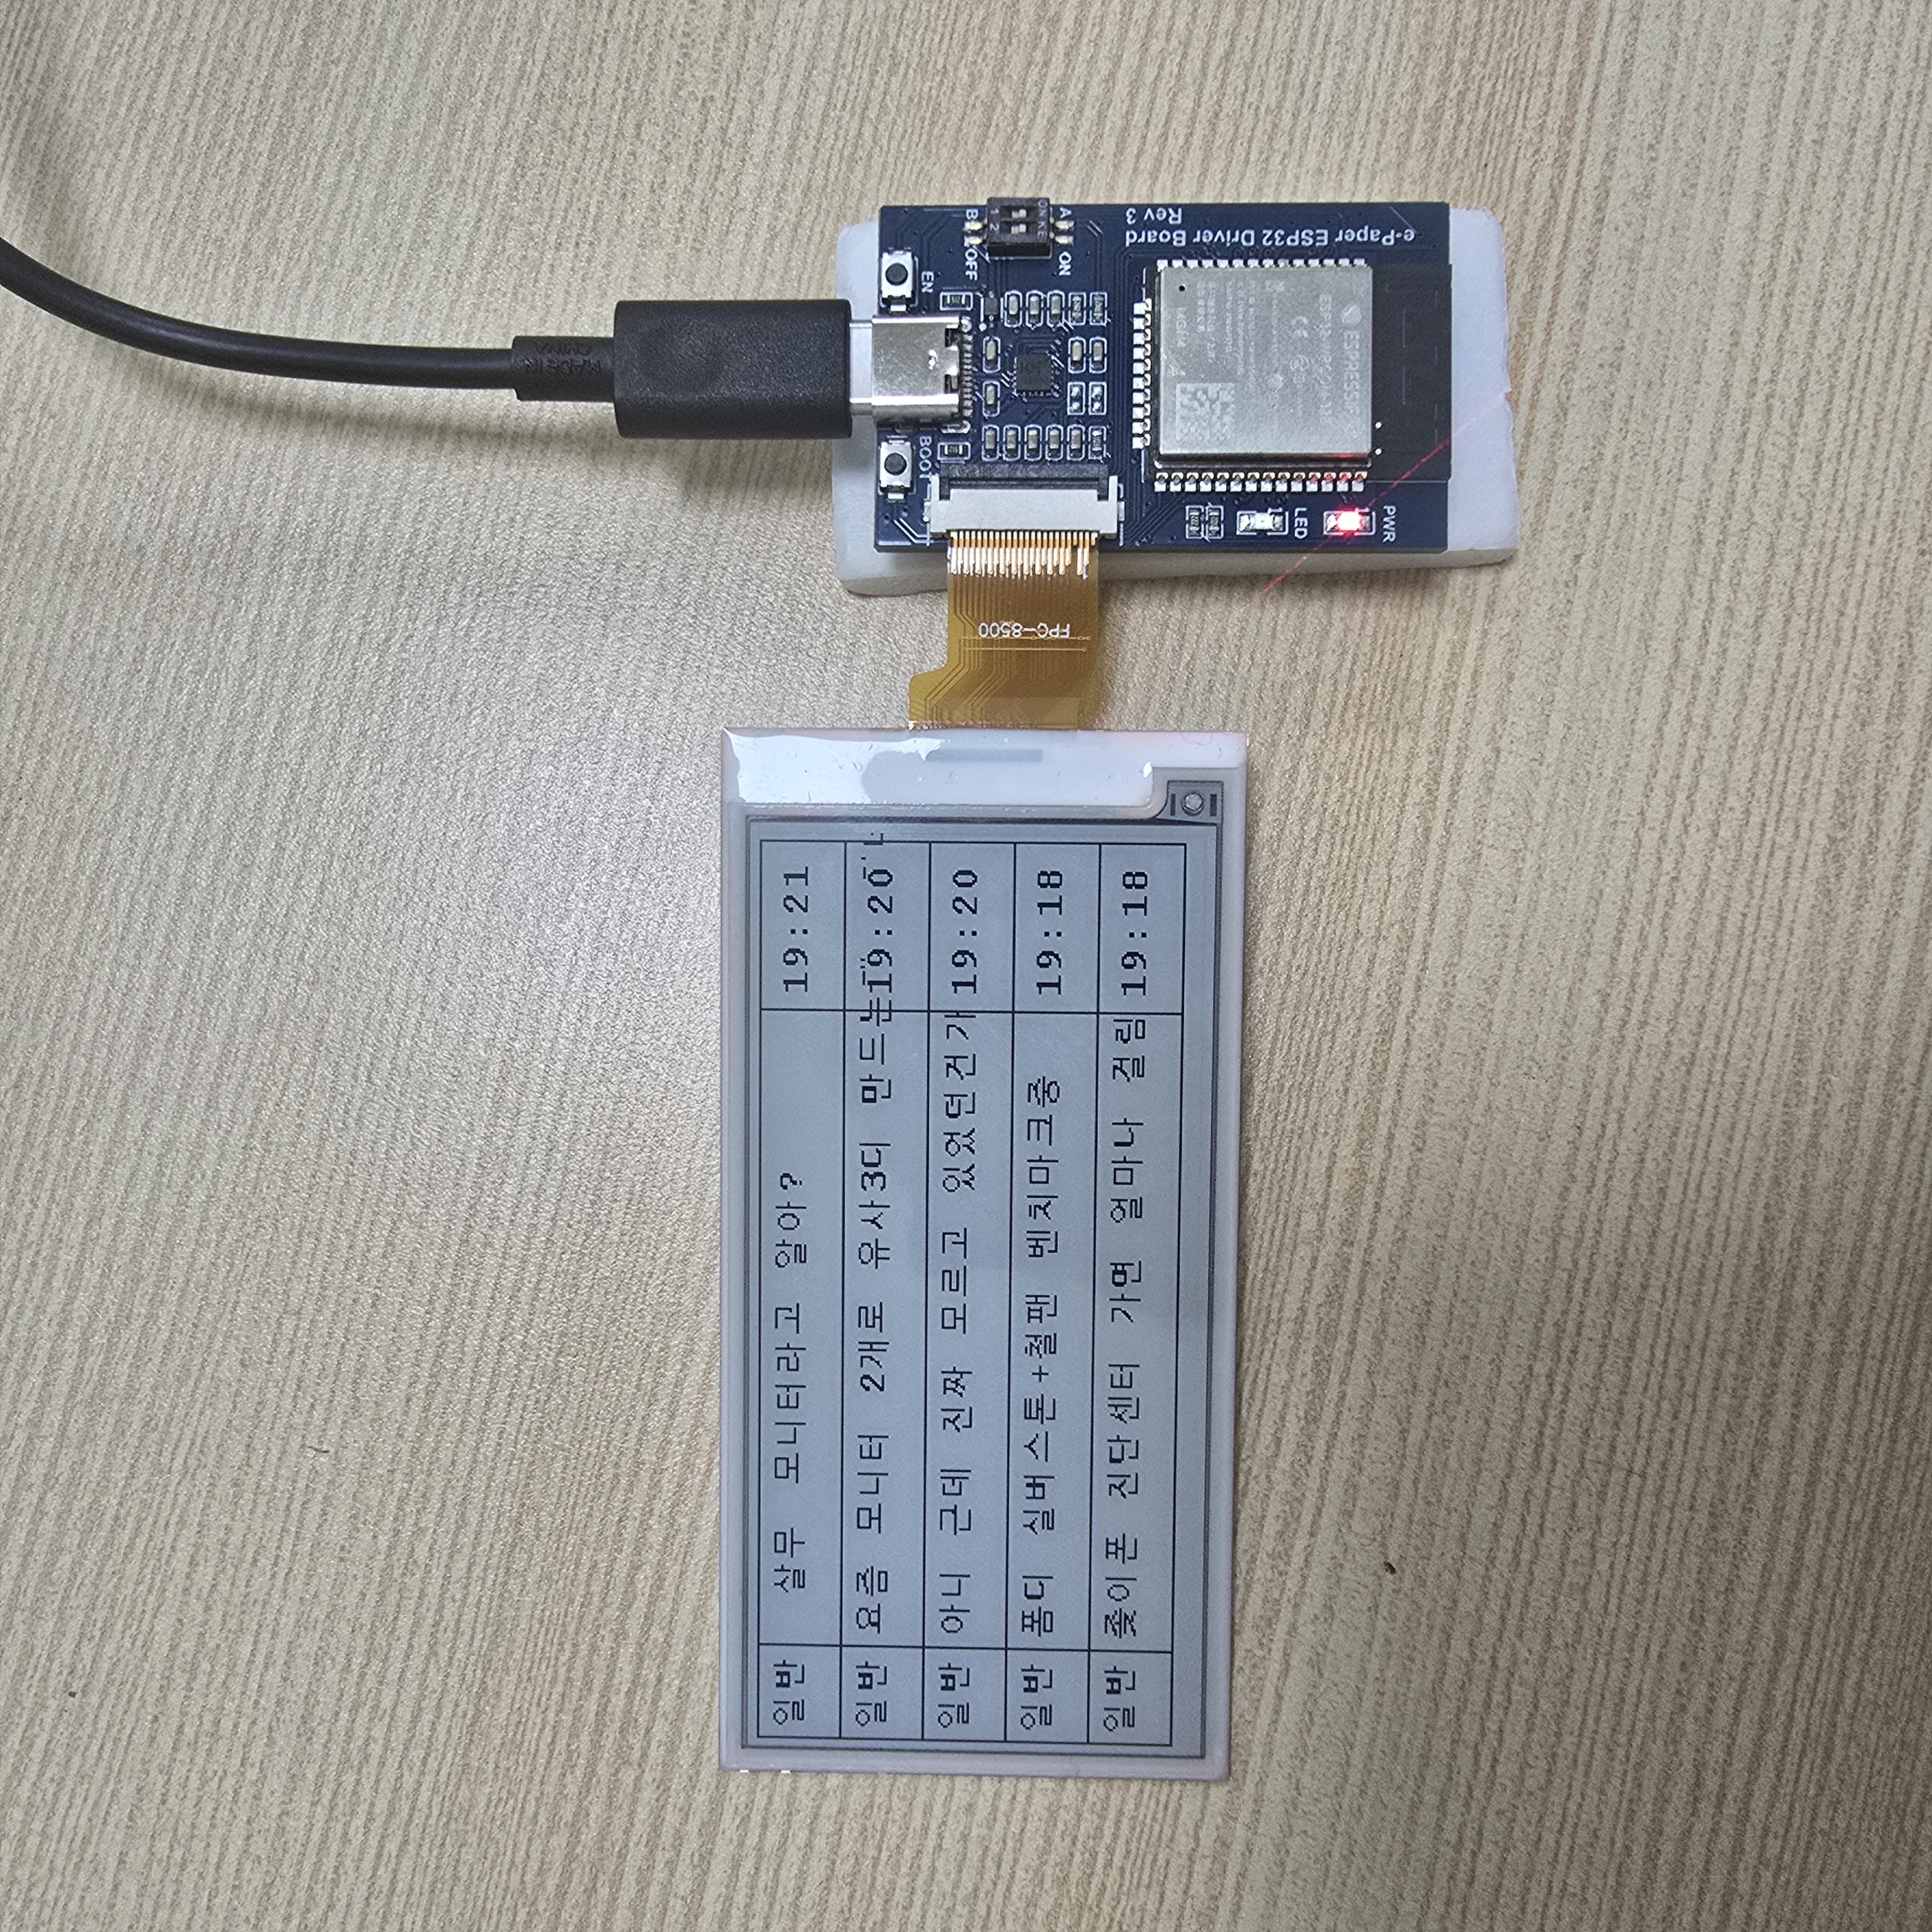 일반 살무 모니터라고 알아? 19:21
일반 요즘 모니터 2개로 유사3디 만드는 19:20
일반 아니 근데 진짜 모르고 있었던건가 19:20
일반 폼디 실버스톤+철팬 벤치마크중 19:18
일반 좆이폰 진단센터 가면 얼마나 걸림 19:18
FPC-8500
BOOT
EN
OFF
B
ON KE
ON
A
LED
PWR
ESPRESSIF
e-Paper ESP32 Driver Board
Rev 3